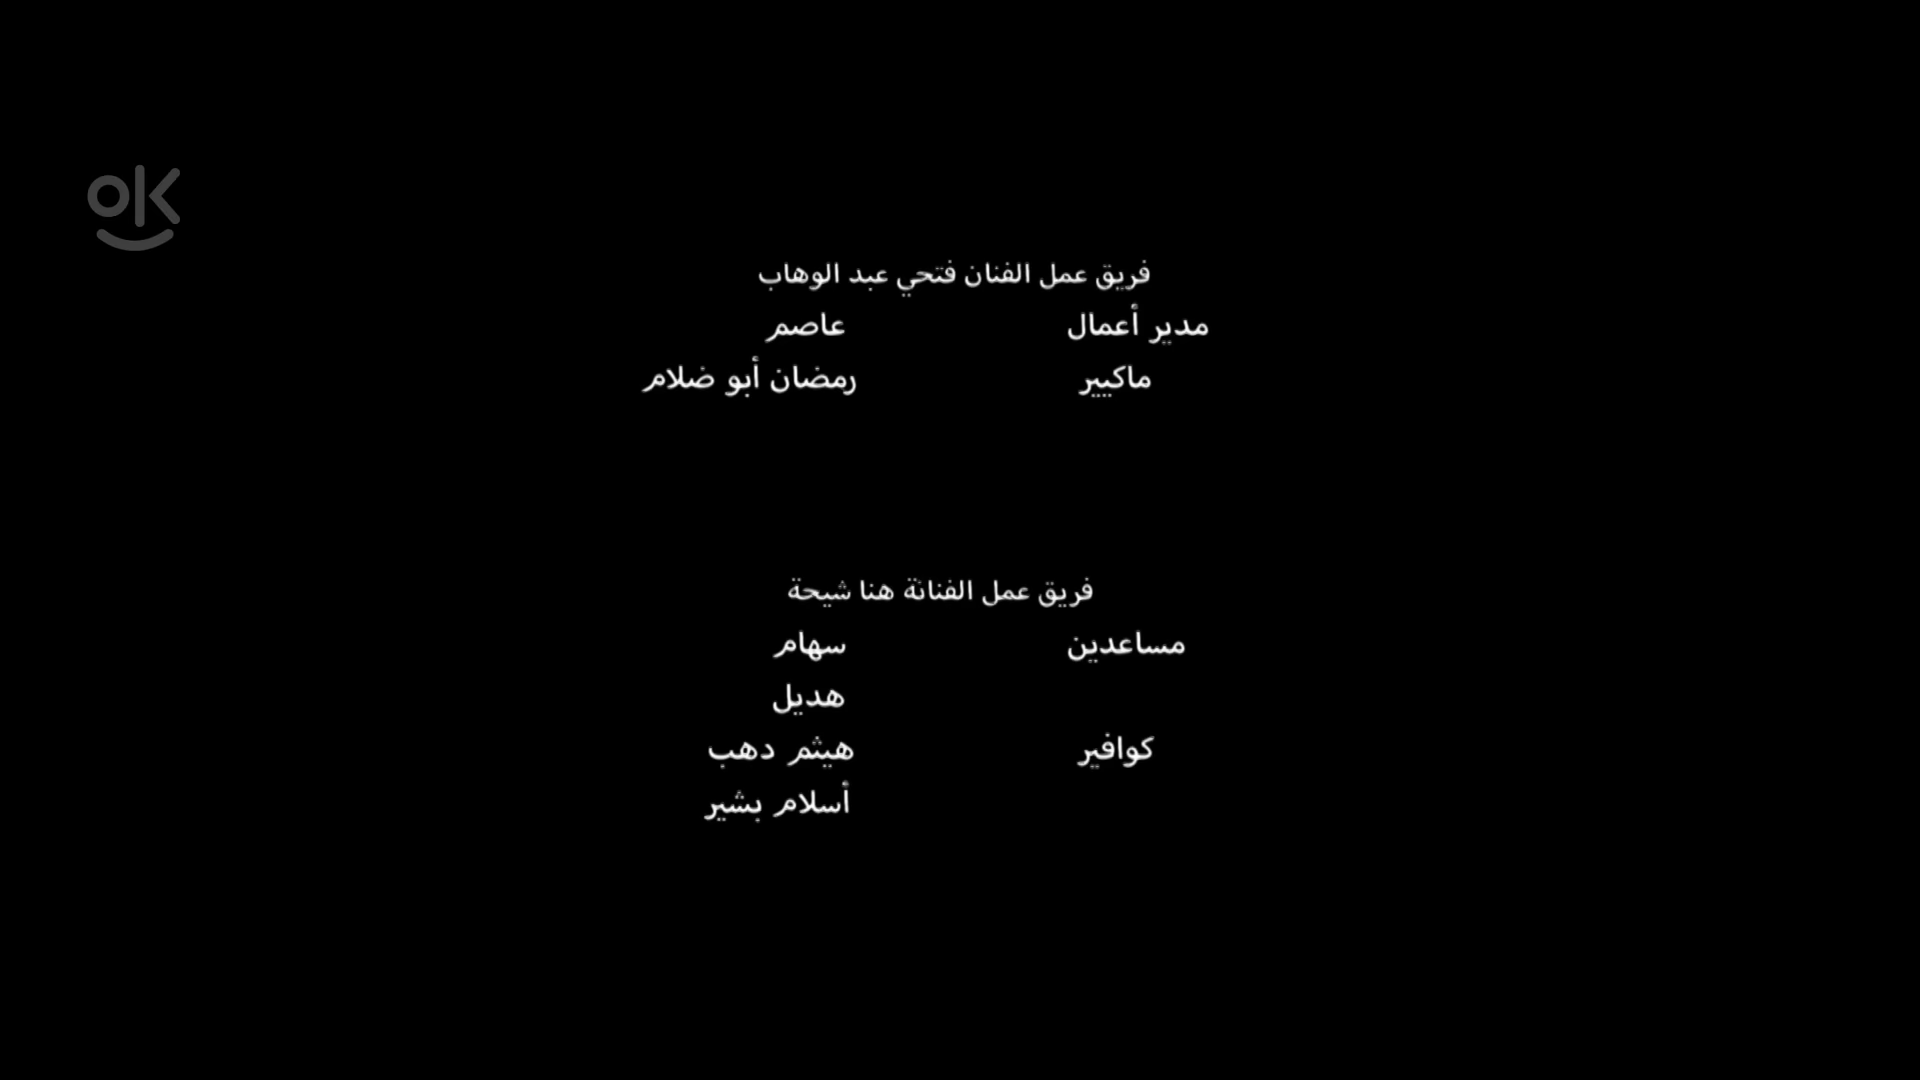 ok
فريق عمل الفنان فتحي عبد الوهاب
مدير أعمال عاصم
ماكيير رمضان أبو ضلام
فريق عمل الفنانة هنا شيحة
مساعدين سهام
هديل
كوافير هيثم دهب
أسلام بشير